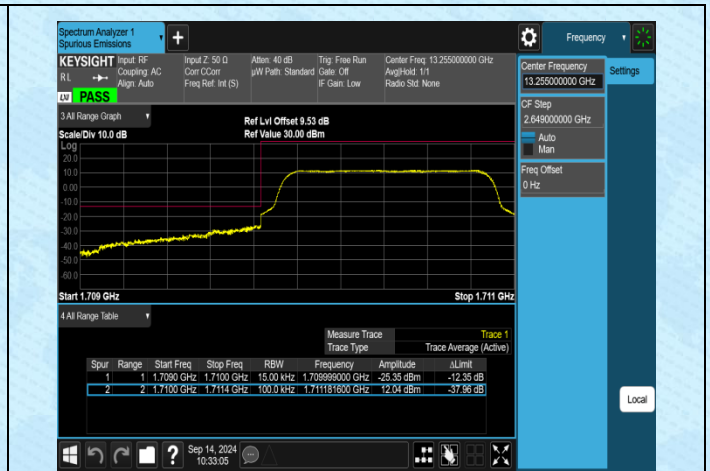 Spectrum Analyzer 1
Spurious Emissions
+
Frequency
KEYSIGHT Input: RF Input Z: 50 Ω Atten: 40 dB Trig: Free Run Center Freq: 13.255000000 GHz
RL Coupling: AC Corr CCorr µW Path: Standard Gate: Off Avg|Hold: 1/1
Align: Auto Freq Ref: Int (S) IF Gain: Low Radio Std: None
LXI PASS
Center Frequency
13.255000000 GHz
Settings
CF Step
2.649000000 GHz
Auto
Man
Freq Offset
0 Hz
3 All Range Graph
Ref Lvl Offset 9.53 dB
Scale/Div 10.0 dB Ref Value 30.00 dBm
Log
20.0
10.0
0.00
-10.0
-20.0
-30.0
-40.0
-50.0
-60.0
Start 1.709 GHz Stop 1.711 GHz
4 All Range Table
Measure Trace Trace 1
Trace Type Trace Average (Active)
Spur Range Start Freq Stop Freq RBW Frequency Amplitude ΔLimit
1 1 1.7090 GHz 1.7100 GHz 15.00 kHz 1.709999000 GHz -25.35 dBm -12.35 dB
2 2 1.7100 GHz 1.7114 GHz 100.0 kHz 1.711181600 GHz 12.04 dBm -37.96 dB
Local
? Sep 14, 2024
10:33:05